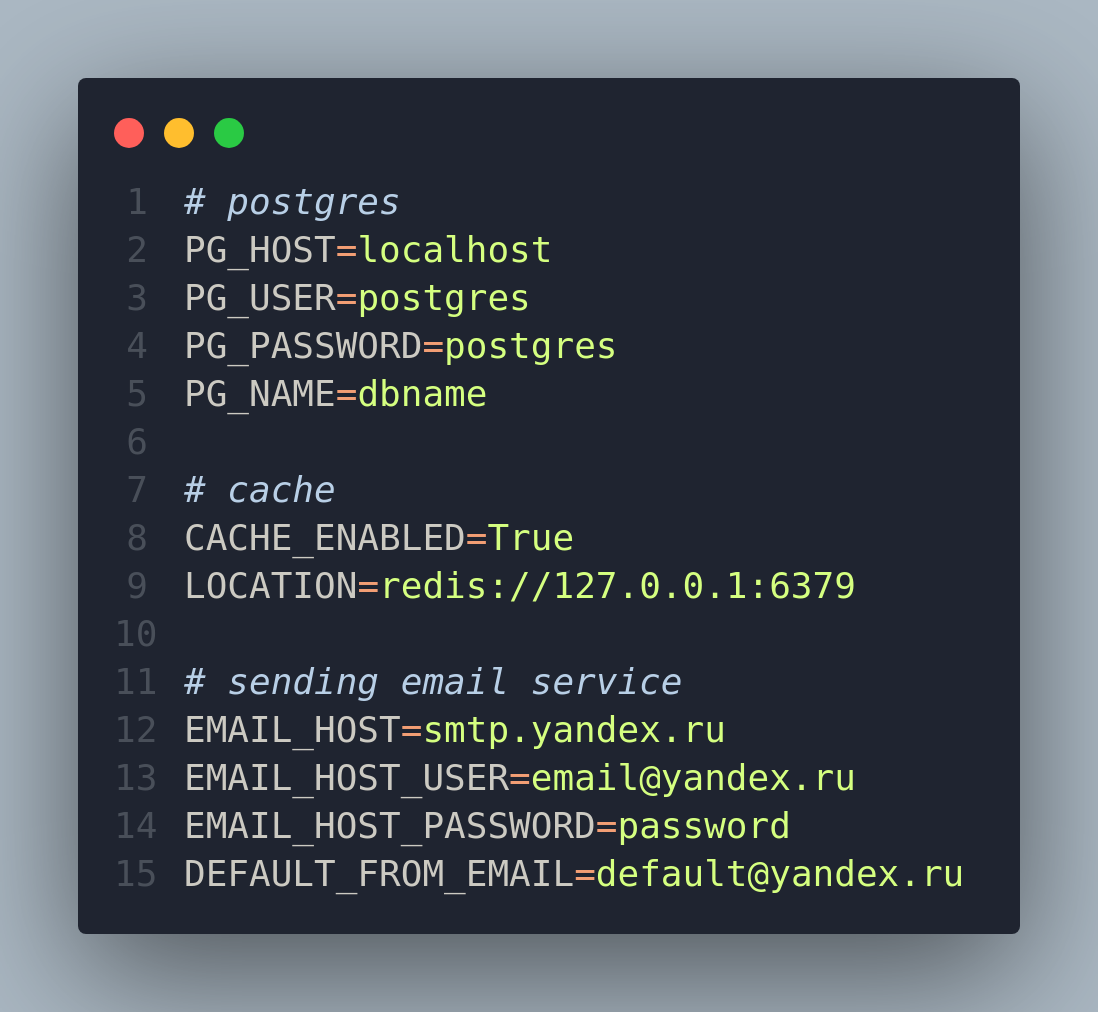 1 # postgres
2 PG_HOST=localhost
3 PG_USER=postgres
4 PG_PASSWORD=postgres
5 PG_NAME=dbname
6
7 # cache
8 CACHE_ENABLED=True
9 LOCATION=redis://127.0.0.1:6379
10
11 # sending email service
12 EMAIL_HOST=smtp.yandex.ru
13 EMAIL_HOST_USER=email@yandex.ru
14 EMAIL_HOST_PASSWORD=password
15 DEFAULT_FROM_EMAIL=default@yandex.ru